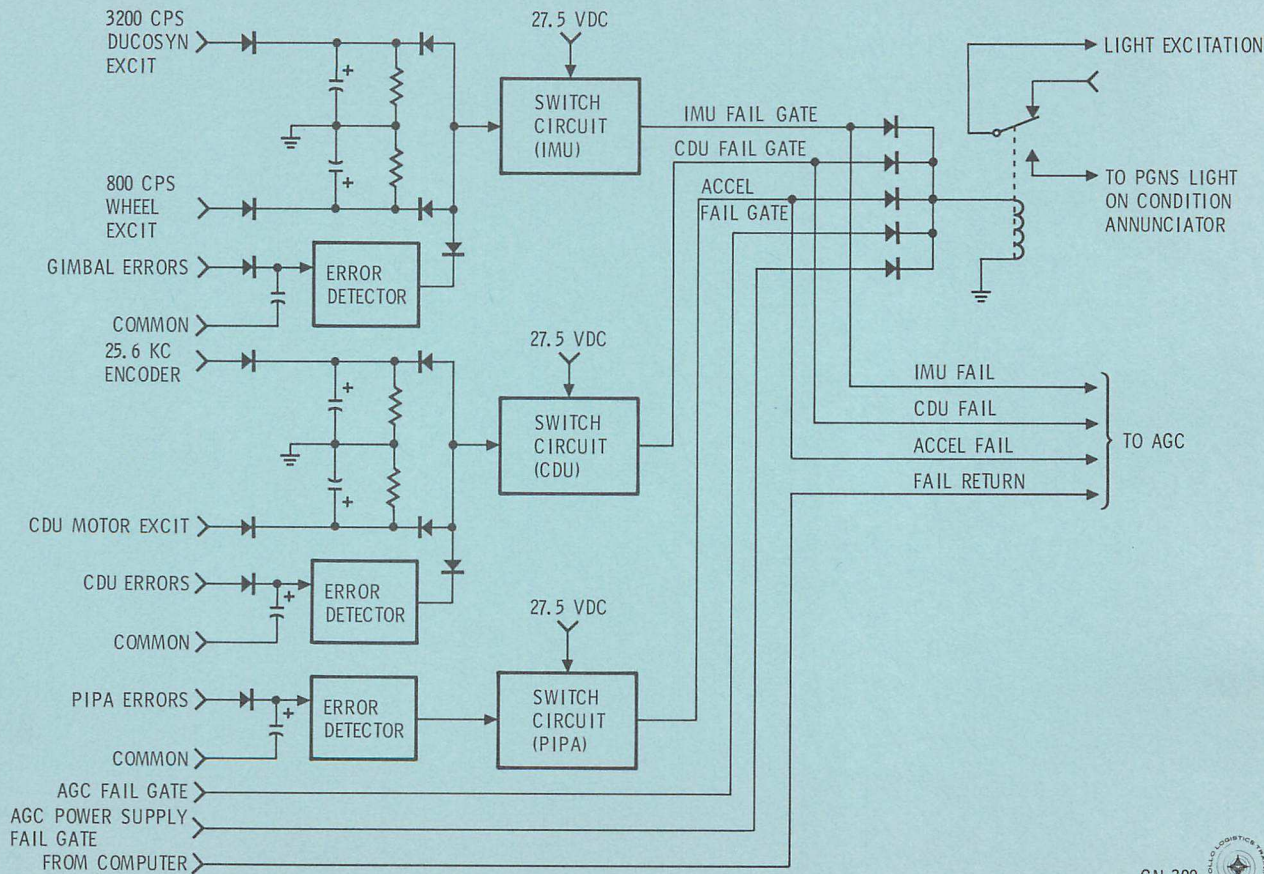 3200 CPS
DUCOSYN
EXCIT
27.5 VDC
LIGHT EXCITATION
SWITCH
CIRCUIT
(IMU)
IMU FAIL GATE
CDU FAIL GATE
ACCEL
FAIL GATE
TO PGNS LIGHT
ON CONDITION
ANNUNCIATOR
800 CPS
WHEEL
EXCIT
GIMBAL ERRORS
ERROR
DETECTOR
COMMON
25.6 KC
ENCODER
27.5 VDC
IMU FAIL
CDU FAIL
ACCEL FAIL
FAIL RETURN
TO AGC
SWITCH
CIRCUIT
(CDU)
CDU MOTOR EXCIT
CDU ERRORS
ERROR
DETECTOR
COMMON
27.5 VDC
PIPA ERRORS
ERROR
DETECTOR
SWITCH
CIRCUIT
(PIPA)
COMMON
AGC FAIL GATE
AGC POWER SUPPLY
FAIL GATE
FROM COMPUTER